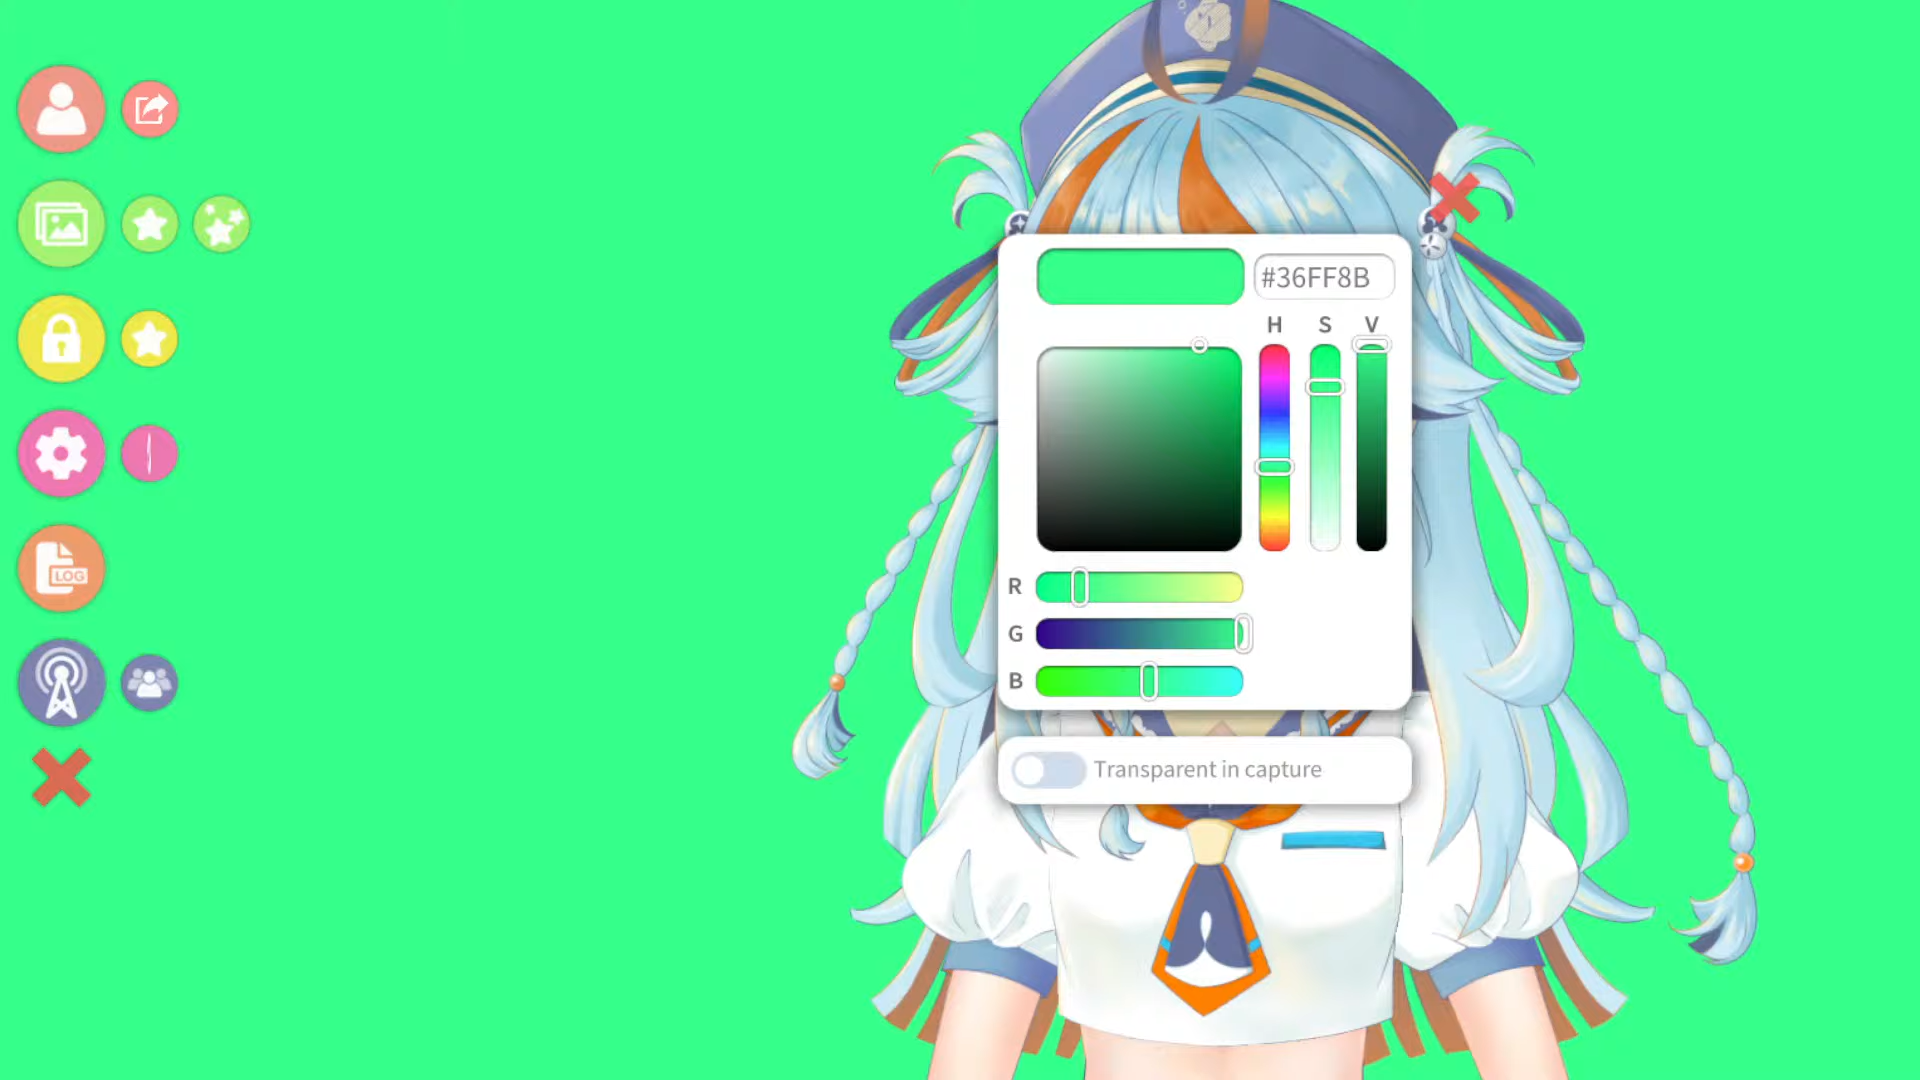 #36FF8B
H S V
R
G
B
LOG
Transparent in capture